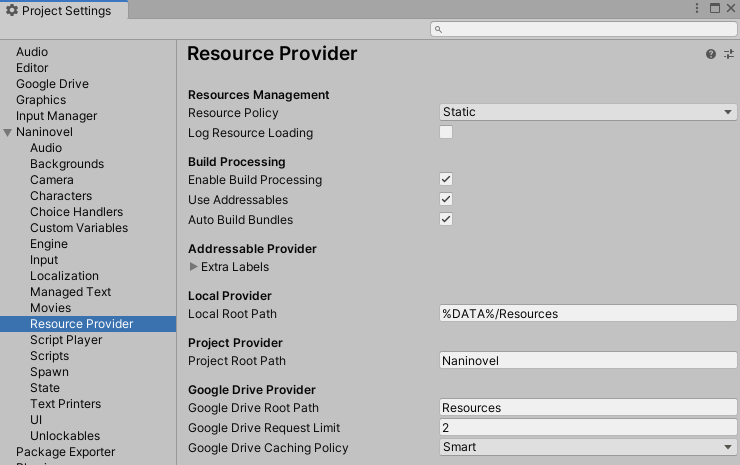 Project Settings
Audio
Editor
Google Drive
Graphics
Input Manager
Naninovel
Audio
Backgrounds
Camera
Characters
Choice Handlers
Custom Variables
Engine
Input
Localization
Managed Text
Movies
Resource Provider
Script Player
Scripts
Spawn
State
Text Printers
UI
Unlockables
Package Exporter
Resource Provider
Resources Management
Resource Policy Static
Log Resource Loading
Build Processing
Enable Build Processing
Use Addressables
Auto Build Bundles
Addressable Provider
Extra Labels
Local Provider
Local Root Path %DATA%/Resources
Project Provider
Project Root Path Naninovel
Google Drive Provider
Google Drive Root Path Resources
Google Drive Request Limit 2
Google Drive Caching Policy Smart